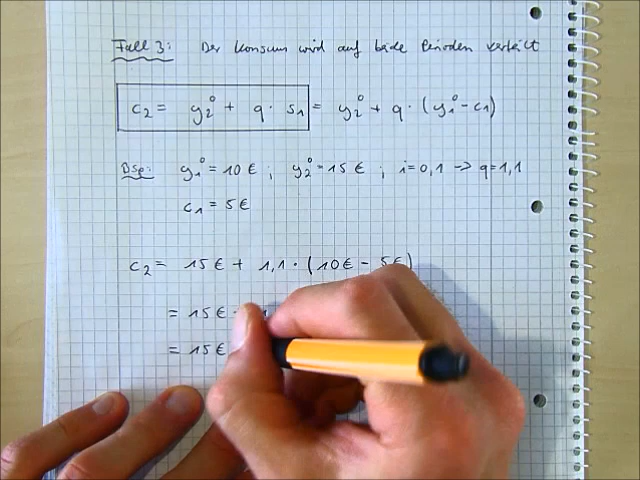 Fall 3: Der Konsum wird auf beide Perioden verteilt
c₂ = y₂⁰ + q · s₁ = y₂⁰ + q · (y₁⁰ - c₁)
Bsp: y₁⁰ = 10 € ; y₂⁰ = 15 € ; i = 0,1 -> q = 1,1
c₁ = 5 €
c₂ = 15 € + 1,1 · (10 € - 5 €)
= 15 €
= 15 €